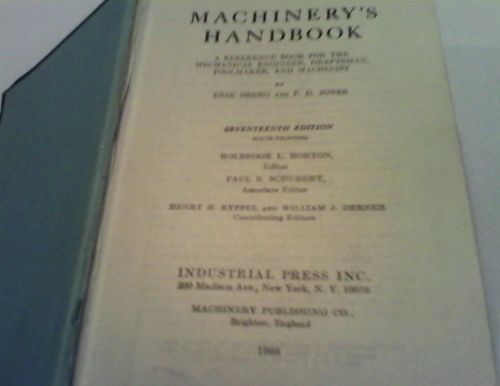 MACHINERY'S
HANDBOOK
A REFERENCE BOOK FOR THE
MECHANICAL ENGINEER, DRAFTSMAN,
TOOLMAKER, AND MACHINIST
BY
ERIK OBERG AND F. D. JONES
SEVENTEENTH EDITION
PRINTING
HOLBROOK L. HORTON,
Editor
PAUL B. SCHUBERT,
Associate Editor
HENRY H. RYFFEL AND WILLIAM J. DERNER
Contributing Editors
INDUSTRIAL PRESS INC.
200 Madison Ave., New York, N. Y. 10016
MACHINERY PUBLISHING CO.,
Brighton, England